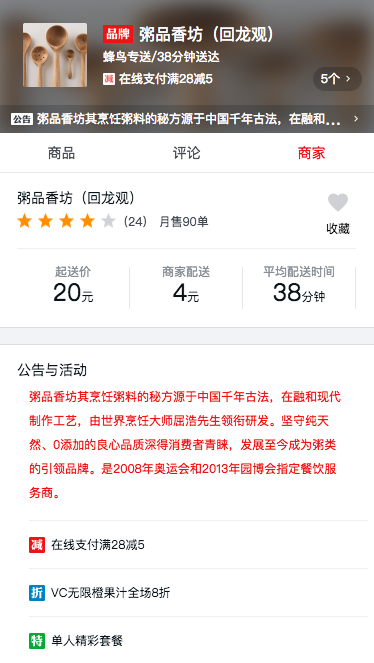 品牌 粥品香坊（回龙观）
蜂鸟专送/38分钟送达
减 在线支付满28减5
5个 >
公告 粥品香坊其烹饪粥料的秘方源于中国千年古法，在融和... >
商品 评论 商家
粥品香坊（回龙观）
(24) 月售90单
收藏
起送价 商家配送 平均配送时间
20元 4元 38分钟
公告与活动
粥品香坊其烹饪粥料的秘方源于中国千年古法，在融和现代
制作工艺，由世界烹饪大师屈浩先生领衔研发。坚守纯天
然、0添加的良心品质深得消费者青睐，发展至今成为粥类
的引领品牌。是2008年奥运会和2013年园博会指定餐饮服
务商。
减 在线支付满28减5
折 VC无限橙果汁全场8折
特 单人精彩套餐